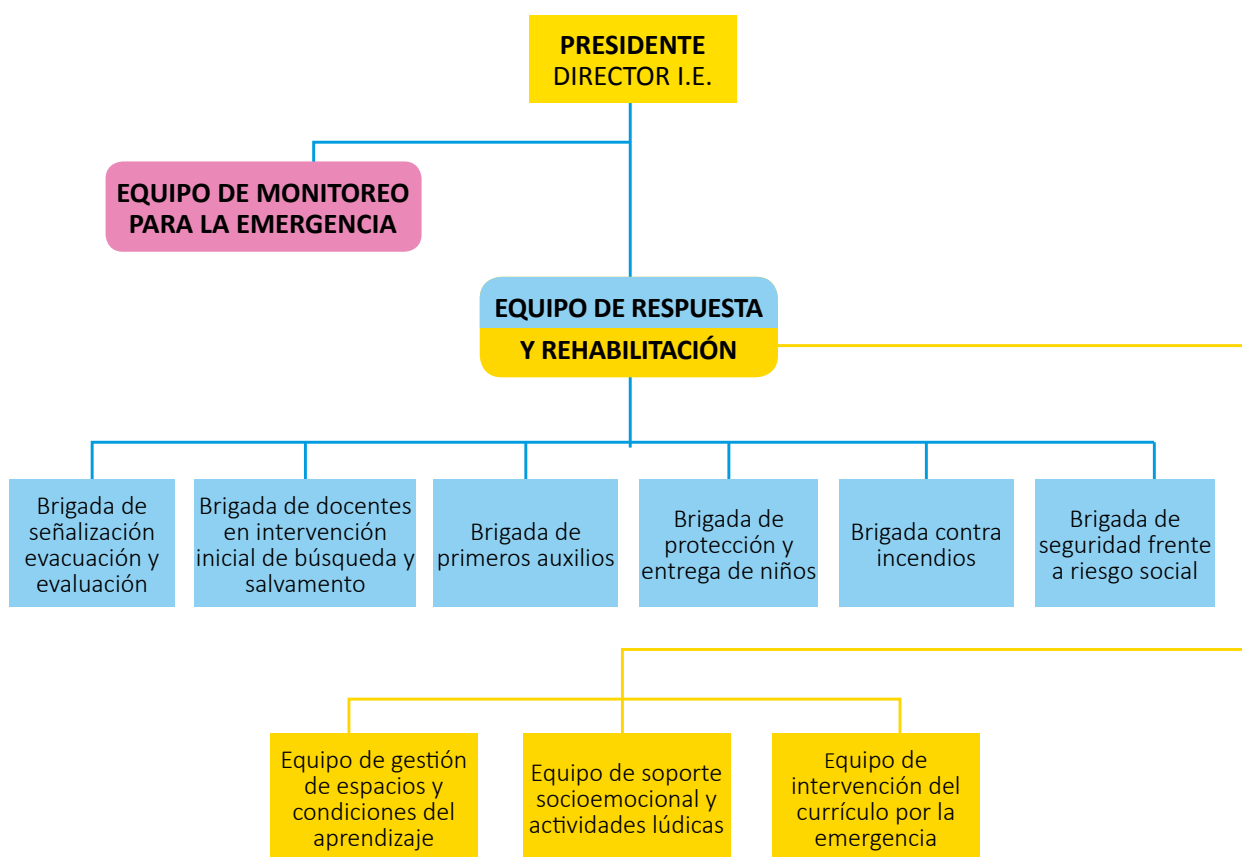 PRESIDENTE
DIRECTOR I.E.
EQUIPO DE MONITOREO
PARA LA EMERGENCIA
EQUIPO DE RESPUESTA
Y REHABILITACIÓN
Brigada de
señalización
evacuación y
evaluación
Brigada de docentes
en intervención
inicial de búsqueda y
salvamento
Brigada de
primeros auxilios
Brigada de
protección y
entrega de niños
Brigada contra
incendios
Brigada de
seguridad frente
a riesgo social
Equipo de gestión
de espacios y
condiciones del
aprendizaje
Equipo de soporte
socioemocional y
actividades lúdicas
Equipo de
intervención del
currículo por la
emergencia